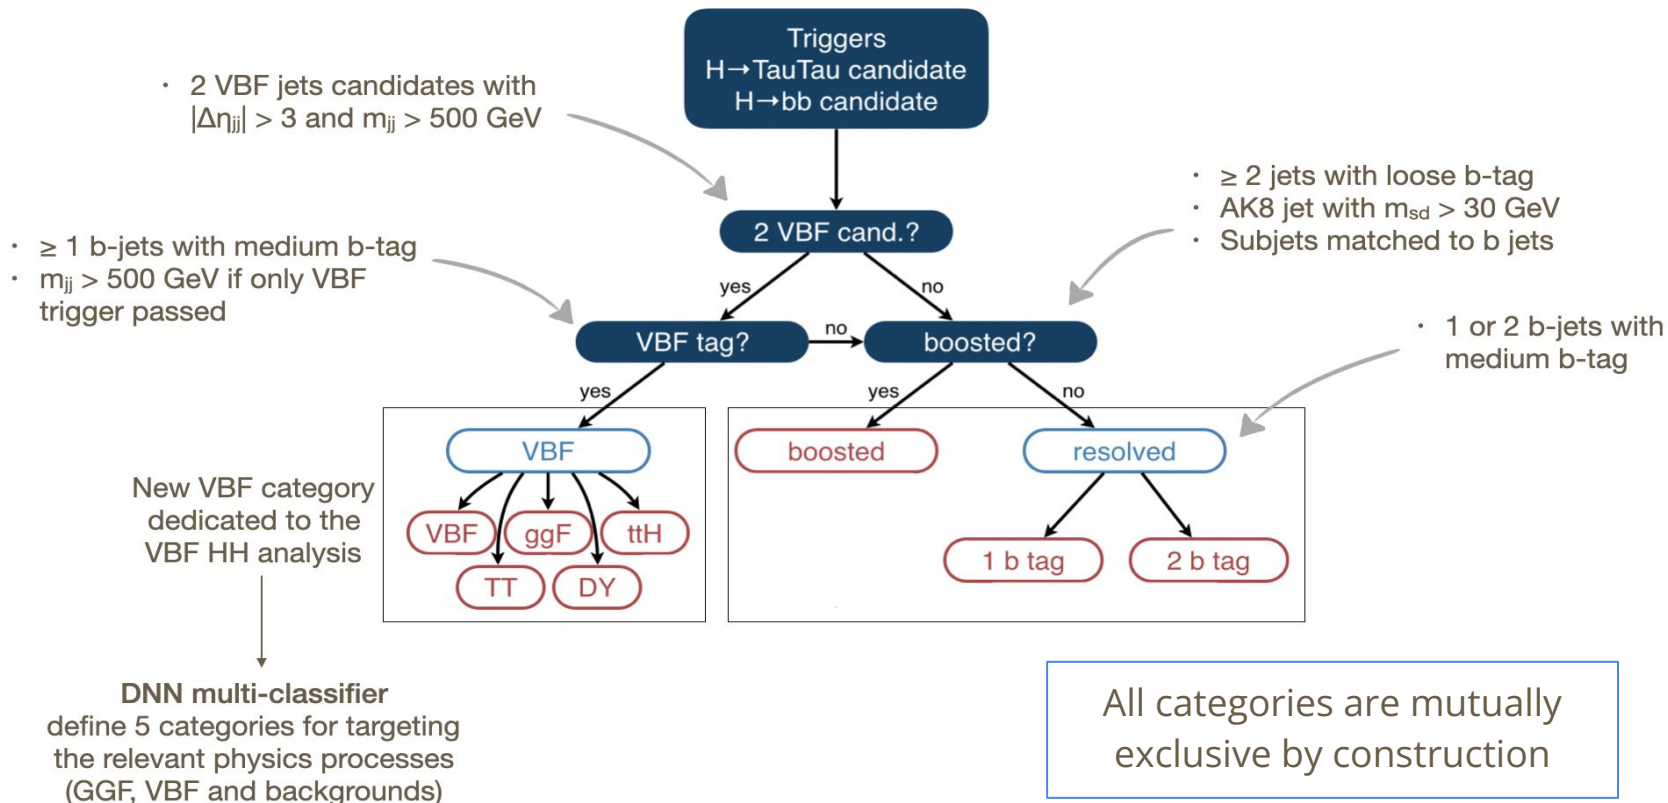 Triggers
H→TauTau candidate
H→bb candidate
· 2 VBF jets candidates with
|Δηjj| > 3 and mjj > 500 GeV
· ≥ 2 jets with loose b-tag
· AK8 jet with msd > 30 GeV
· Subjets matched to b jets
2 VBF cand.?
· ≥ 1 b-jets with medium b-tag
· mjj > 500 GeV if only VBF
trigger passed
yes
no
VBF tag?
no
boosted?
· 1 or 2 b-jets with
medium b-tag
yes
yes
no
VBF
boosted
resolved
New VBF category
dedicated to the
VBF HH analysis
VBF
ggF
ttH
TT
DY
1 b tag
2 b tag
DNN multi-classifier
define 5 categories for targeting
the relevant physics processes
(GGF, VBF and backgrounds)
All categories are mutually
exclusive by construction